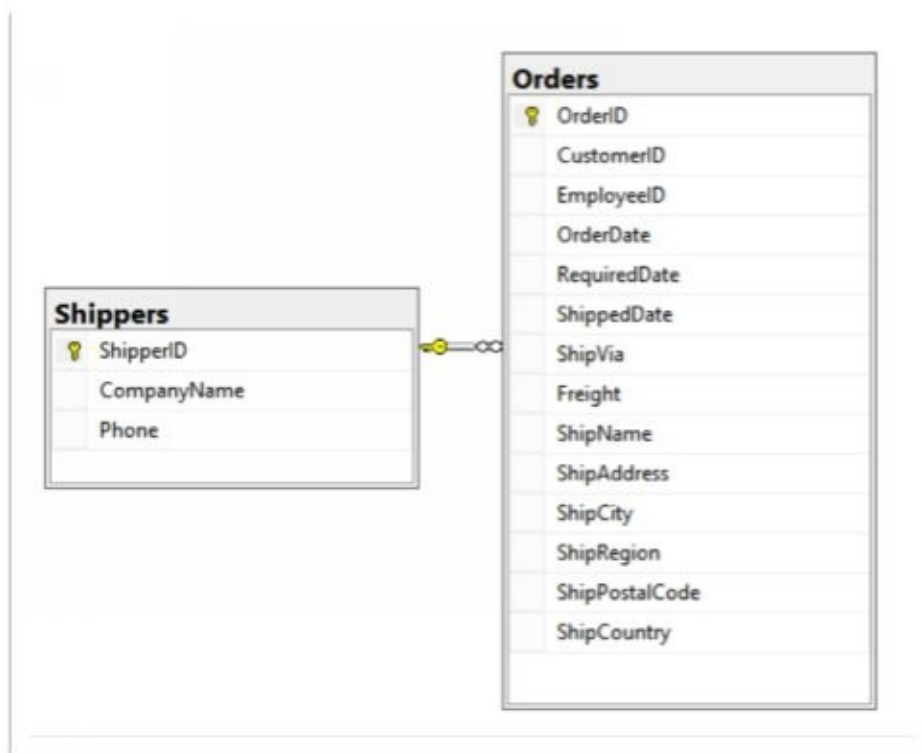 Shippers
ShipperID
CompanyName
Phone
Orders
OrderID
CustomerID
EmployeeID
OrderDate
RequiredDate
ShippedDate
ShipVia
Freight
ShipName
ShipAddress
ShipCity
ShipRegion
ShipPostalCode
ShipCountry